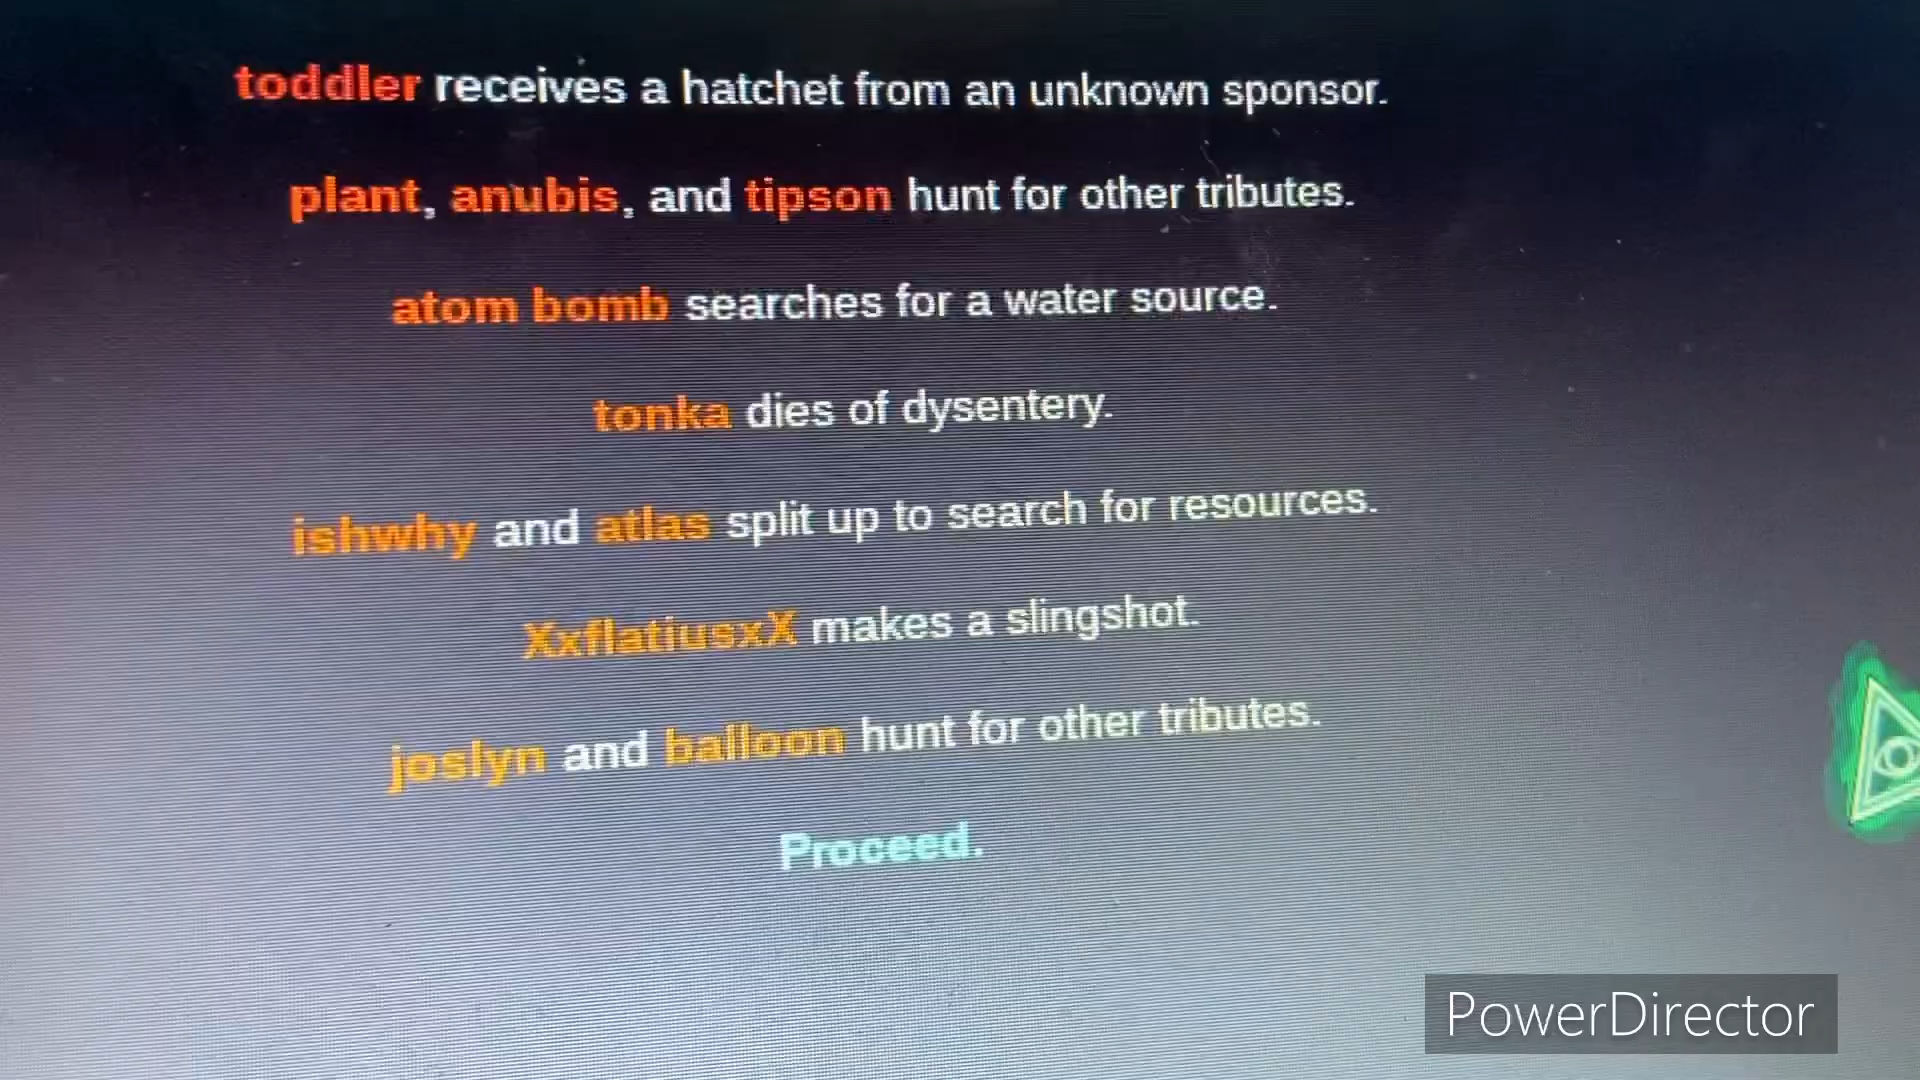 toddler receives a hatchet from an unknown sponsor.
plant, anubis, and tipson hunt for other tributes.
atom bomb searches for a water source.
tonka dies of dysentery.
ishwhy and atlas split up to search for resources.
XxflatiusxX makes a slingshot.
joslyn and balloon hunt for other tributes.
Proceed.
PowerDirector